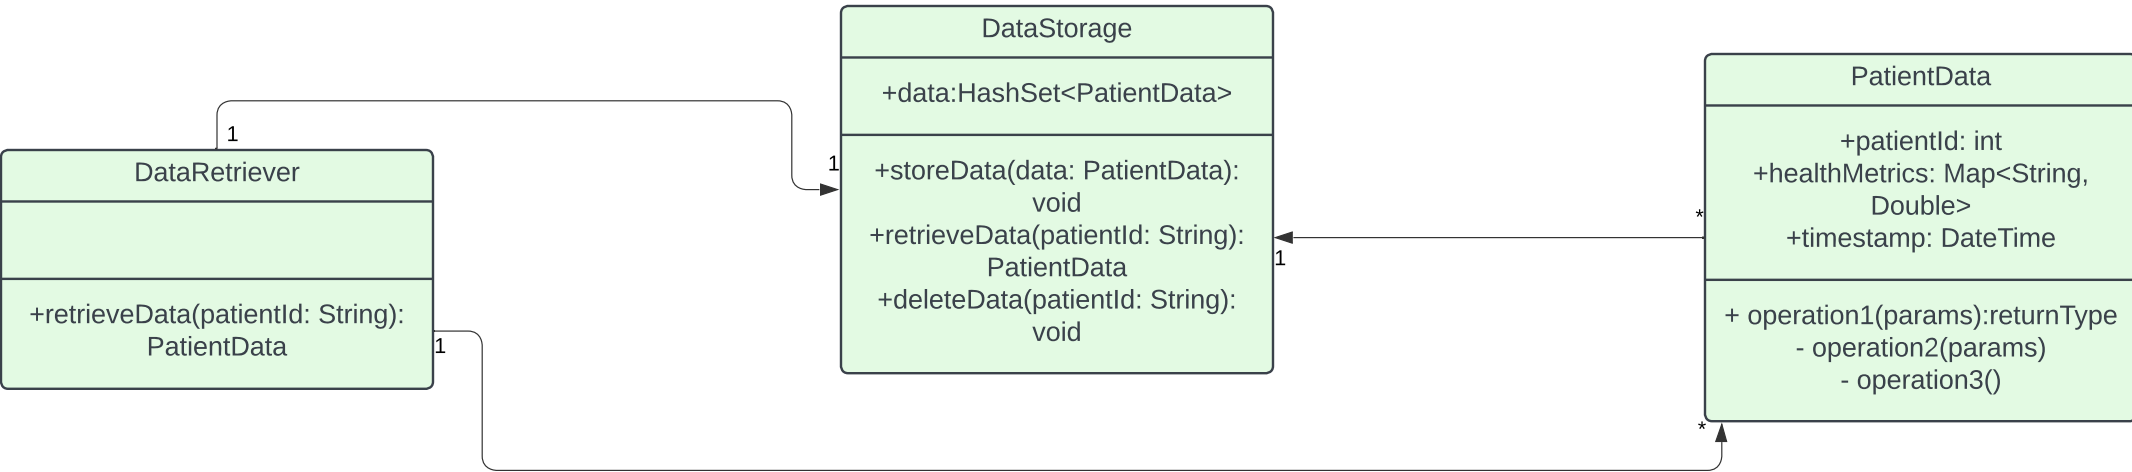 DataStorage
+data:HashSet<PatientData>
+storeData(data: PatientData):
void
+retrieveData(patientId: String):
PatientData
+deleteData(patientId: String):
void
PatientData
+patientId: int
+healthMetrics: Map<String,
Double>
+timestamp: DateTime
+ operation1(params):returnType
- operation2(params)
- operation3()
DataRetriever
+retrieveData(patientId: String):
PatientData
1
1
1
*
1
*